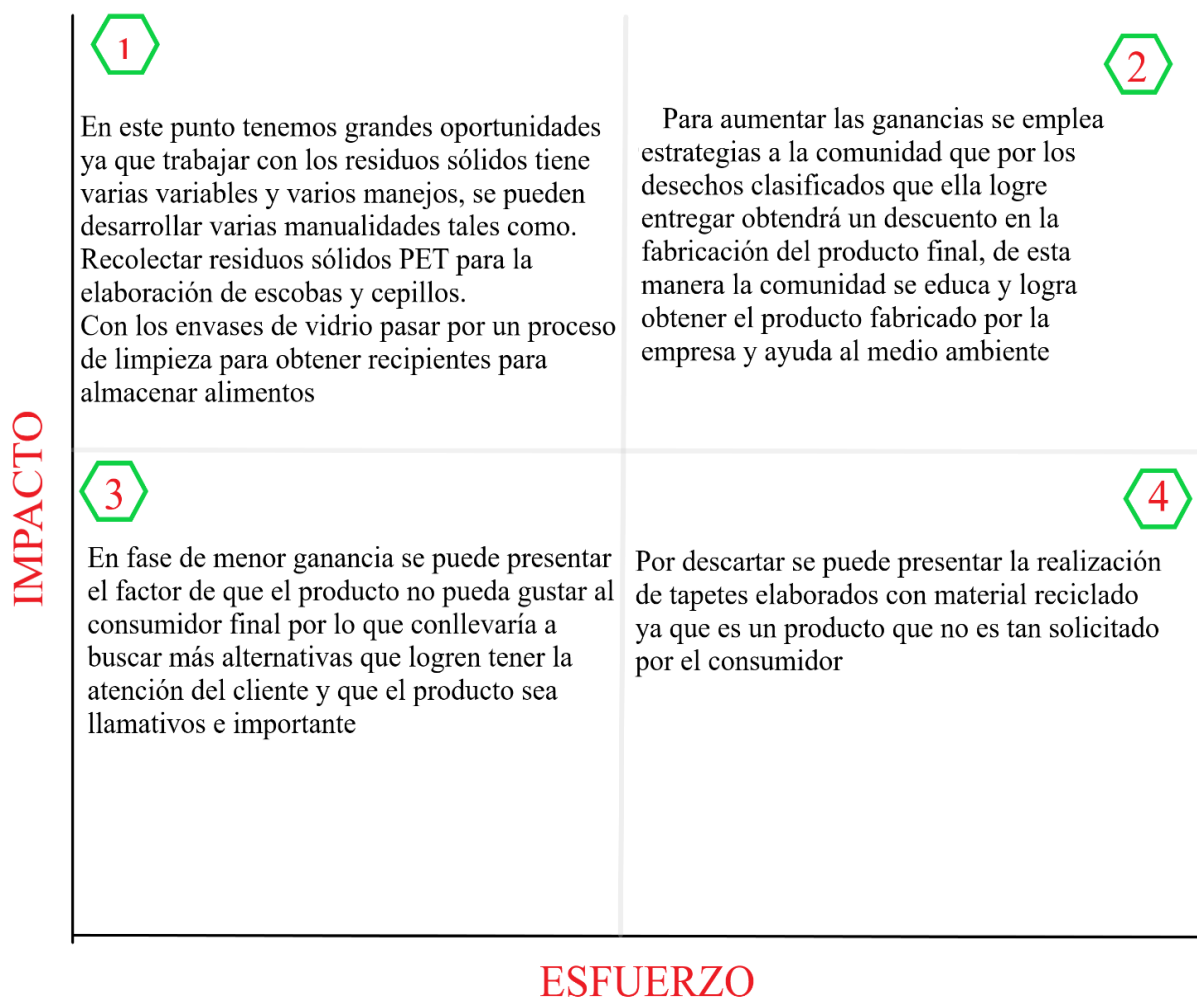 1
En este punto tenemos grandes oportunidades
ya que trabajar con los residuos sólidos tiene
varias variables y varios manejos, se pueden
desarrollar varias manualidades tales como.
Recolectar residuos sólidos PET para la
elaboración de escobas y cepillos.
Con los envases de vidrio pasar por un proceso
de limpieza para obtener recipientes para
almacenar alimentos
2
Para aumentar las ganancias se emplea
estrategias a la comunidad que por los
desechos clasificados que ella logre
entregar obtendrá un descuento en la
fabricación del producto final, de esta
manera la comunidad se educa y logra
obtener el producto fabricado por la
empresa y ayuda al medio ambiente
IMPACTO
3
En fase de menor ganancia se puede presentar
el factor de que el producto no pueda gustar al
consumidor final por lo que conllevaría a
buscar más alternativas que logren tener la
atención del cliente y que el producto sea
llamativos e importante
4
Por descartar se puede presentar la realización
de tapetes elaborados con material reciclado
ya que es un producto que no es tan solicitado
por el consumidor
ESFUERZO